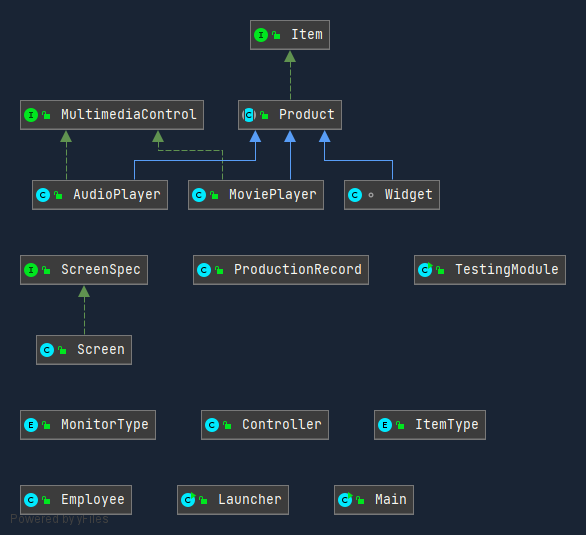 I Item
I MultimediaControl
C Product
C AudioPlayer
C MoviePlayer
C Widget
I ScreenSpec
C ProductionRecord
C TestingModule
C Screen
E MonitorType
C Controller
E ItemType
C Employee
C Launcher
C Main
Powered by yFiles